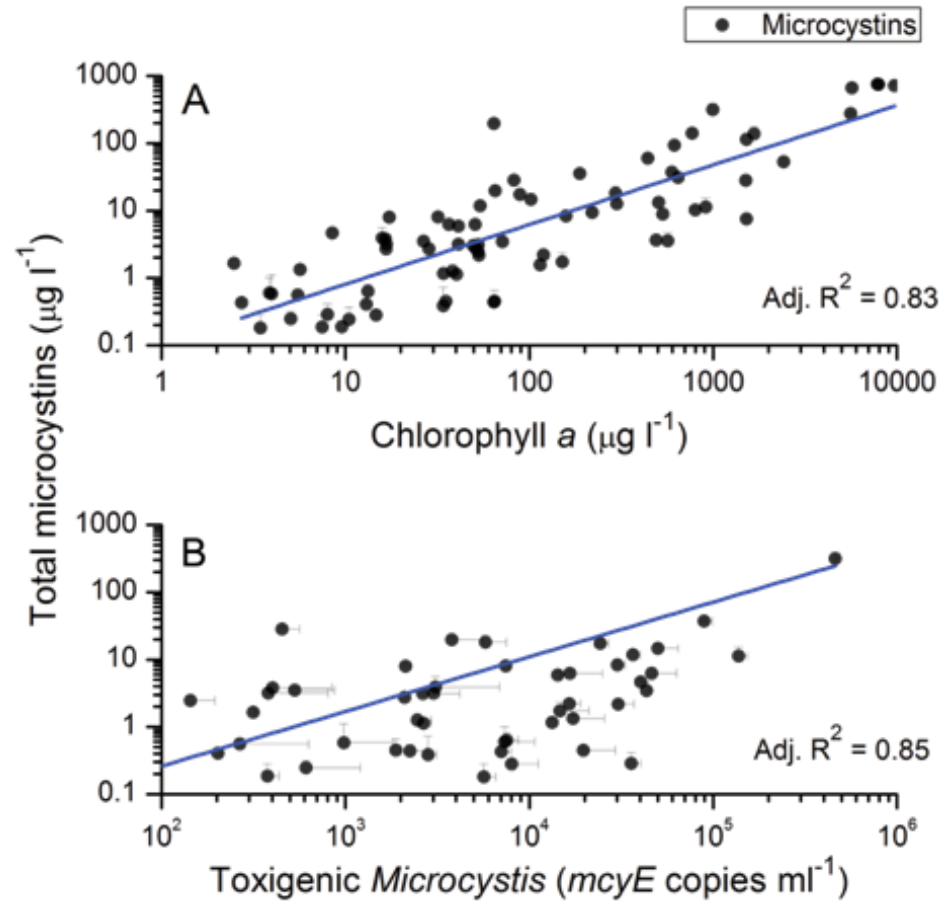 Microcystins
A
1000
100
10
1
0.1
Adj. R² = 0.83
1 10 100 1000 10000
Chlorophyll a (μg l⁻¹)
Total microcystins (μg l⁻¹)
B
1000
100
10
1
0.1
Adj. R² = 0.85
10² 10³ 10⁴ 10⁵ 10⁶
Toxigenic Microcystis (mcyE copies ml⁻¹)